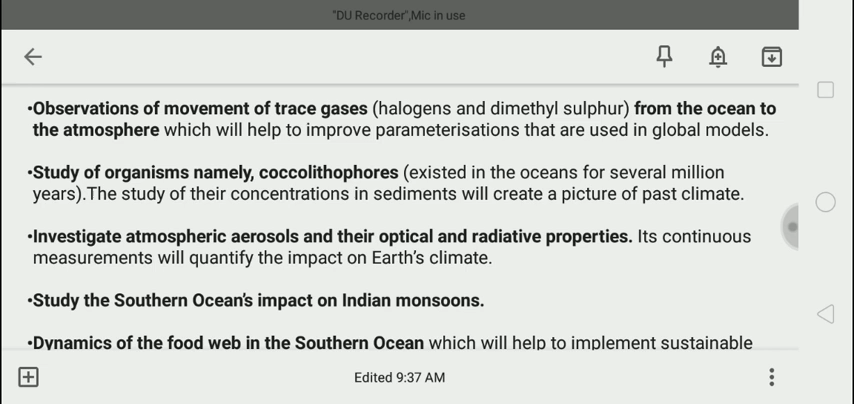 "DU Recorder",Mic in use
•Observations of movement of trace gases (halogens and dimethyl sulphur) from the ocean to
the atmosphere which will help to improve parameterisations that are used in global models.
•Study of organisms namely, coccolithophores (existed in the oceans for several million
years).The study of their concentrations in sediments will create a picture of past climate.
•Investigate atmospheric aerosols and their optical and radiative properties. Its continuous
measurements will quantify the impact on Earth's climate.
•Study the Southern Ocean's impact on Indian monsoons.
•Dynamics of the food web in the Southern Ocean which will help to implement sustainable
Edited 9:37 AM